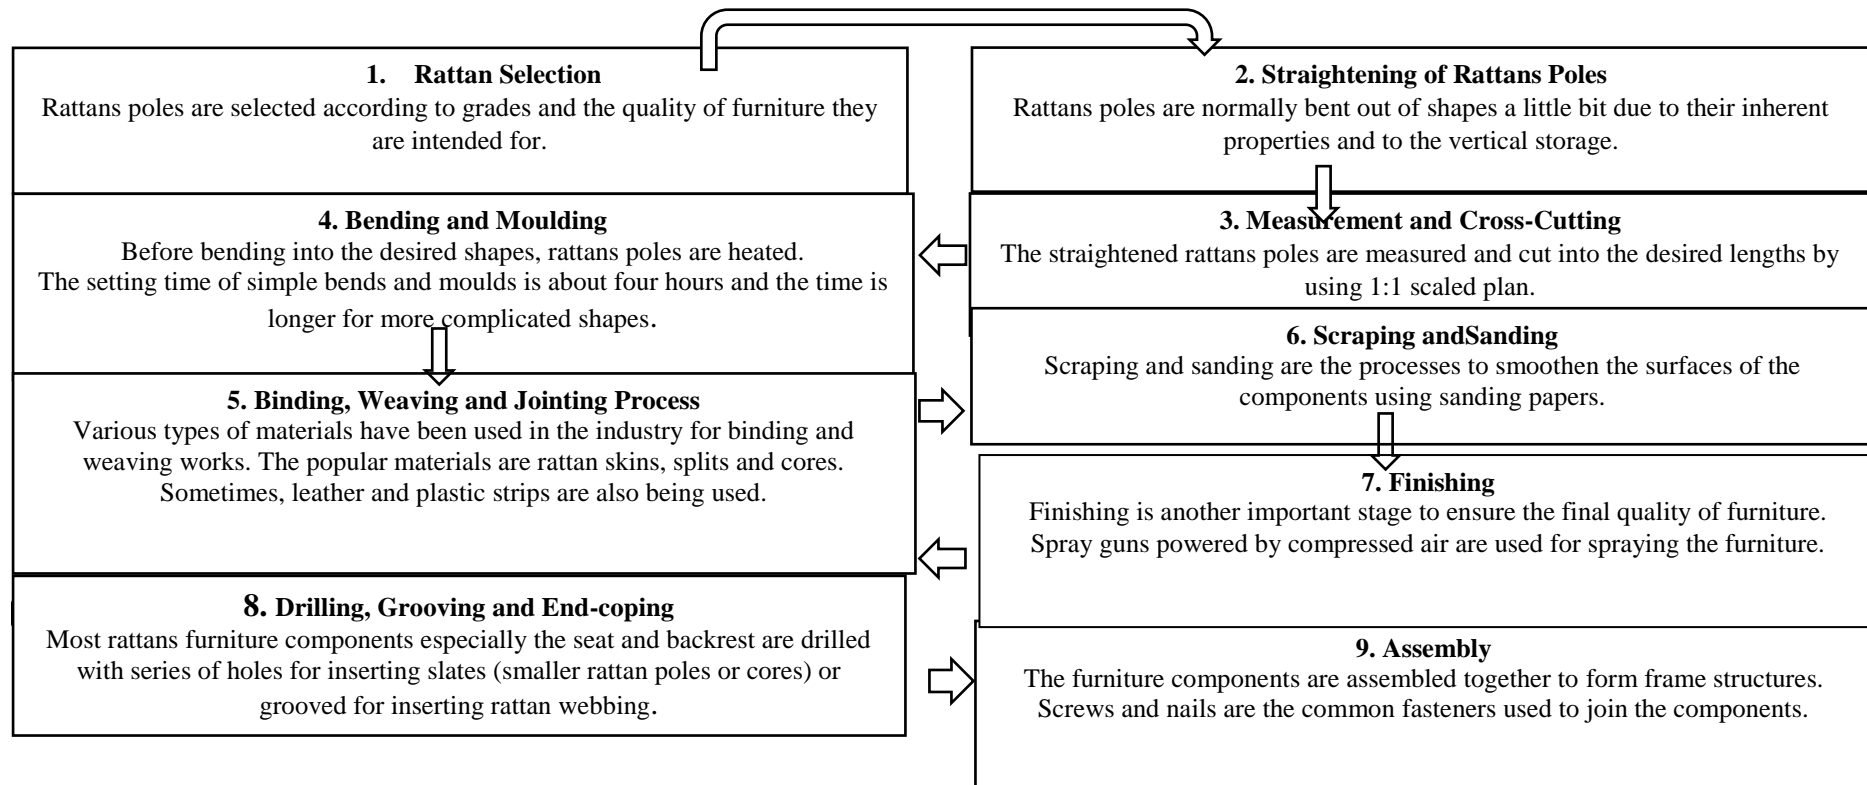 1. Rattan Selection
Rattans poles are selected according to grades and the quality of furniture they
are intended for.
2. Straightening of Rattans Poles
Rattans poles are normally bent out of shapes a little bit due to their inherent
properties and to the vertical storage.
3. Measurement and Cross-Cutting
The straightened rattans poles are measured and cut into the desired lengths by
using 1:1 scaled plan.
4. Bending and Moulding
Before bending into the desired shapes, rattans poles are heated.
The setting time of simple bends and moulds is about four hours and the time is
longer for more complicated shapes.
5. Binding, Weaving and Jointing Process
Various types of materials have been used in the industry for binding and
weaving works. The popular materials are rattan skins, splits and cores.
Sometimes, leather and plastic strips are also being used.
6. Scraping andSanding
Scraping and sanding are the processes to smoothen the surfaces of the
components using sanding papers.
7. Finishing
Finishing is another important stage to ensure the final quality of furniture.
Spray guns powered by compressed air are used for spraying the furniture.
8. Drilling, Grooving and End-coping
Most rattans furniture components especially the seat and backrest are drilled
with series of holes for inserting slates (smaller rattan poles or cores) or
grooved for inserting rattan webbing.
9. Assembly
The furniture components are assembled together to form frame structures.
Screws and nails are the common fasteners used to join the components.